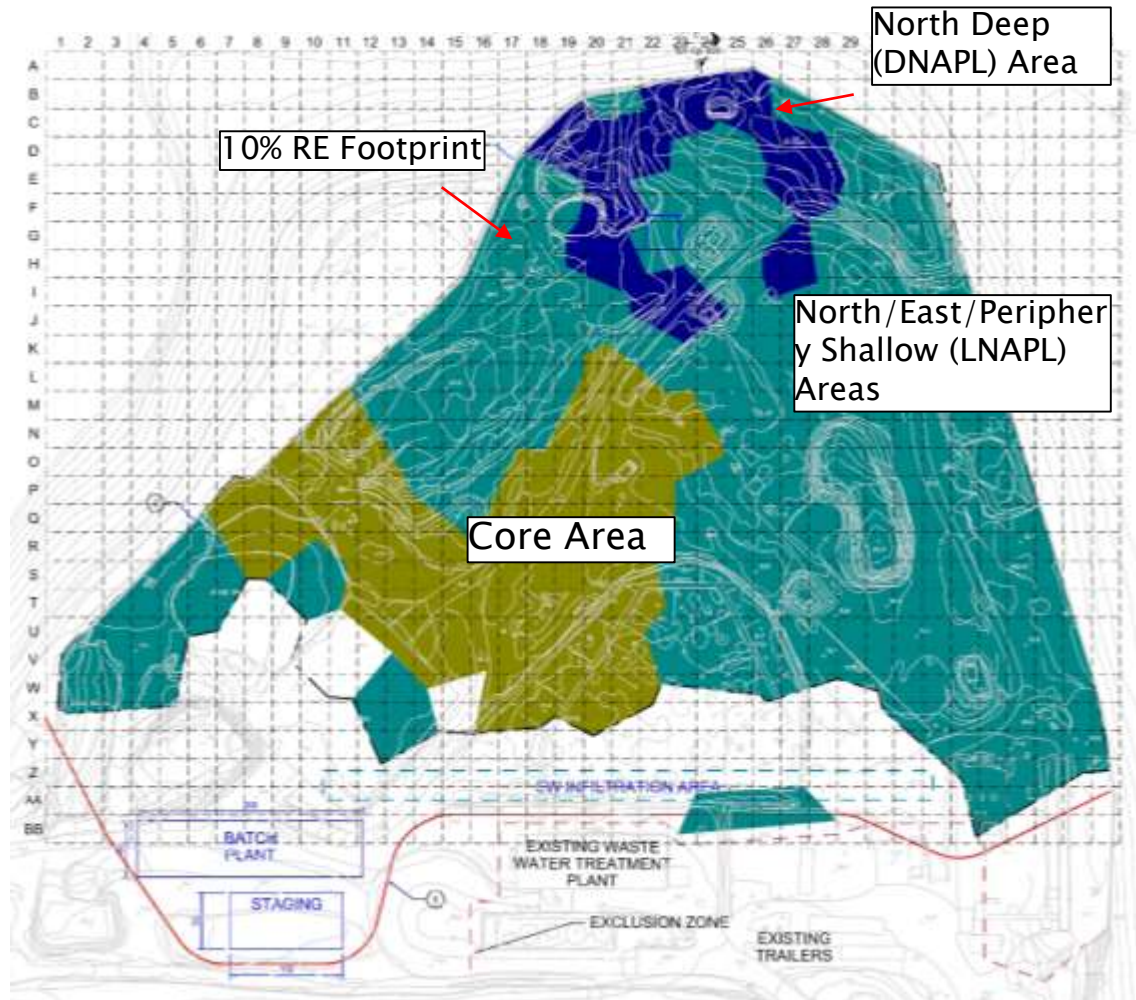 North Deep
(DNAPL) Area
1 2 3 4 5 6 7 8 9 10 11 12 13 14 15 16 17 18 19 20 21 22 23 24 25 26 27 28 29
A
B
C
10% RE Footprint
D
E
F
G
H
I
North/East/Peripher
y Shallow (LNAPL)
Areas
J
K
L
M
N
O
P
Q
Core Area
R
S
T
U
V
W
X
Y
Z
SW INFILTRATION AREA
AA
BB
BATCH
PLANT
EXISTING WASTE
WATER TREATMENT
PLANT
STAGING
EXCLUSION ZONE
EXISTING
TRAILERS